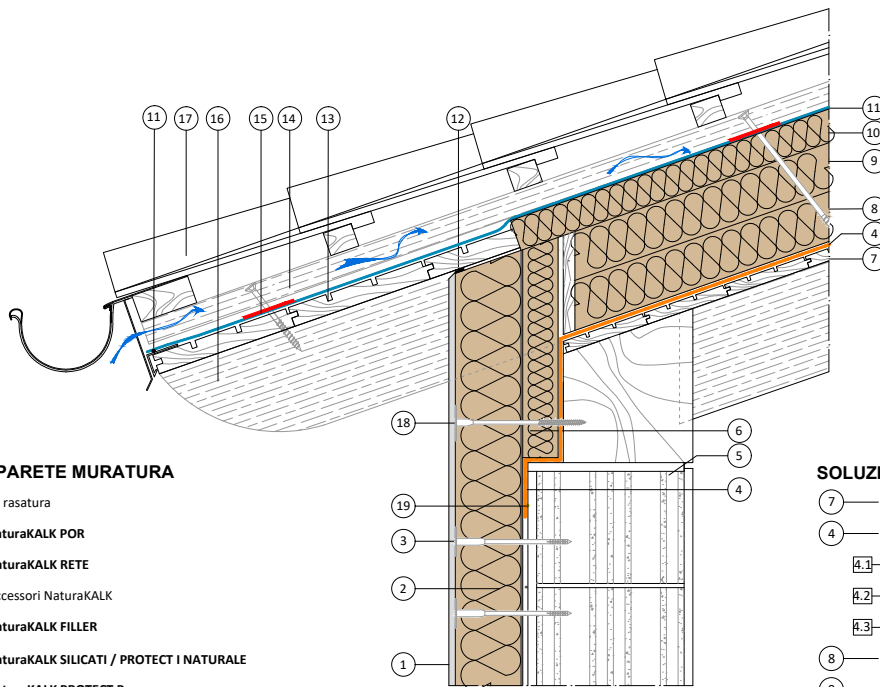 11 17 16 15 14 13 12
11
10
9
8
4
7
18
6
5
4
19
3
2
1
PARETE MURATURA
rasatura
aturaKALK POR
aturaKALK RETE
ccessori NaturaKALK
aturaKALK FILLER
aturaKALK SILICATI / PROTECT I NATURALE
SOLUZI
7
4
4.1
4.2
4.3
8